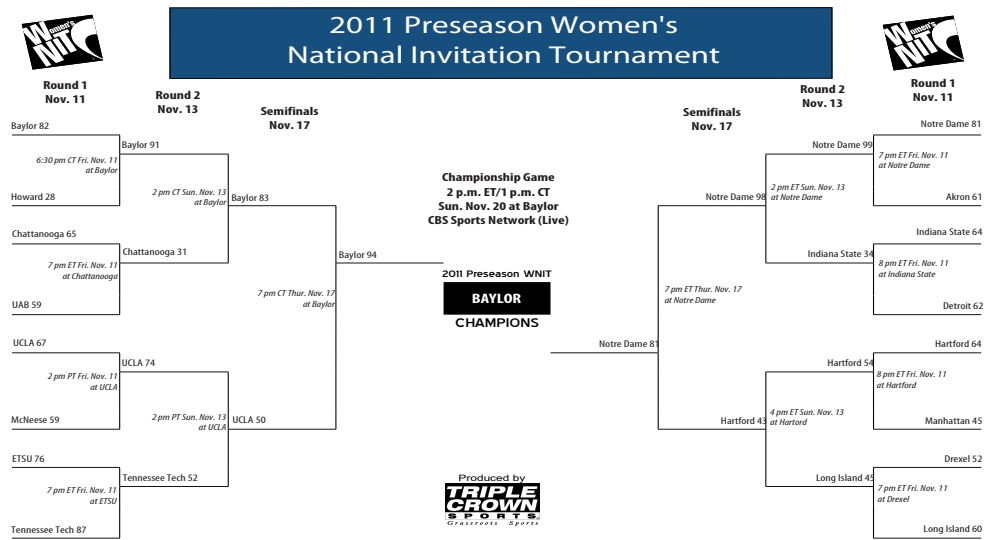 2011 Preseason Women's
National Invitation Tournament
Women's
WNIT
Women's
WNIT
Round 1
Nov. 11
Round 2
Nov. 13
Semifinals
Nov. 17
Semifinals
Nov. 17
Round 2
Nov. 13
Round 1
Nov. 11
Baylor 82
6:30 pm CT Fri. Nov. 11
at Baylor
Howard 28
Chattanooga 65
7 pm ET Fri. Nov. 11
at Chattanooga
UAB 59
UCLA 67
2 pm PT Fri. Nov. 11
at UCLA
McNeese 59
ETSU 76
7 pm ET Fri. Nov. 11
at ETSU
Tennessee Tech 87
Baylor 91
2 pm CT Sun. Nov. 13
at Baylor
Chattanooga 31
UCLA 74
2 pm PT Sun. Nov. 13
at UCLA
Tennessee Tech 52
Baylor 83
7 pm CT Thur. Nov. 17
at Baylor
UCLA 50
Baylor 94
Championship Game
2 p.m. ET/1 p.m. CT
Sun. Nov. 20 at Baylor
CBS Sports Network (Live)
2011 Preseason WNIT
BAYLOR
CHAMPIONS
Notre Dame 81
Notre Dame 98
7 pm ET Thur. Nov. 17
at Notre Dame
Hartford 43
Notre Dame 99
2 pm ET Sun. Nov. 13
at Notre Dame
Indiana State 34
Hartford 54
4 pm ET Sun. Nov. 13
at Hartord
Long Island 45
Notre Dame 81
7 pm ET Fri. Nov. 11
at Notre Dame
Akron 61
Indiana State 64
8 pm ET Fri. Nov. 11
at Indiana State
Detroit 62
Hartford 64
8 pm ET Fri. Nov. 11
at Hartford
Manhattan 45
Drexel 52
7 pm ET Fri. Nov. 11
at Drexel
Long Island 60
Produced by
TRIPLE
CROWN
SPORTS
Grassroots Sports